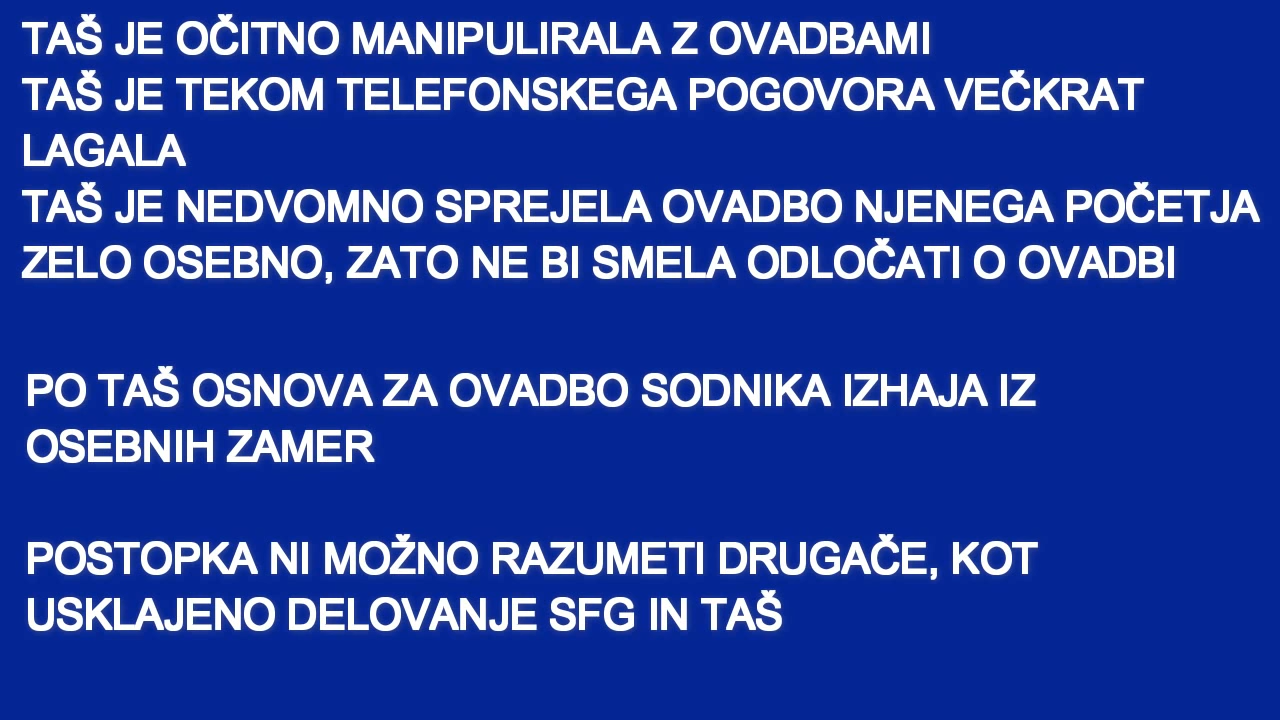 TAŠ JE OČITNO MANIPULIRALA Z OVADBAMI
TAŠ JE TEKOM TELEFONSKEGA POGOVORA VEČKRAT
LAGALA
TAŠ JE NEDVOMNO SPREJELA OVADBO NJENEGA POČETJA
ZELO OSEBNO, ZATO NE BI SMELA ODLOČATI O OVADBI
PO TAŠ OSNOVA ZA OVADBO SODNIKA IZHAJA IZ
OSEBNIH ZAMER
POSTOPKA NI MOŽNO RAZUMETI DRUGAČE, KOT
USKLAJENO DELOVANJE SFG IN TAŠ